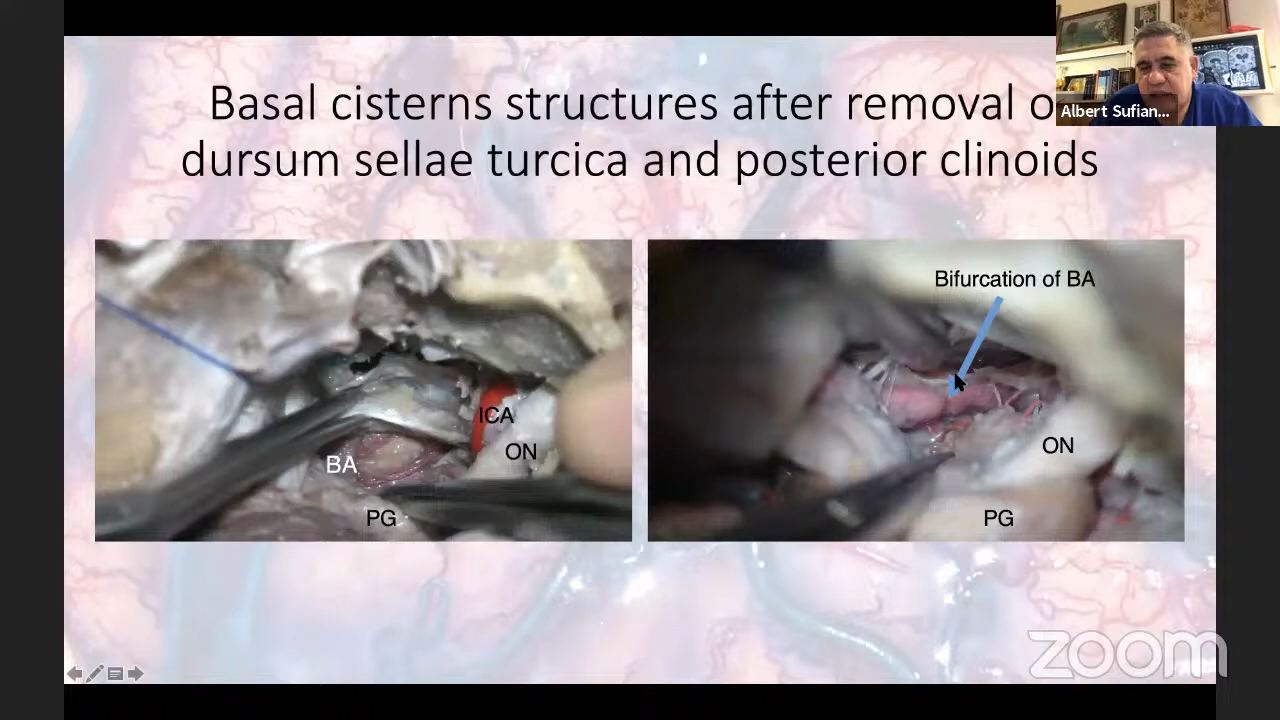 Basal cisterns structures after removal o
dursum sellae turcica and posterior clinoids
Albert Sufian...
ICA
ON
BA
PG
Bifurcation of BA
ON
PG
zoom